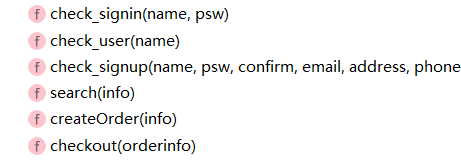 f check_signin(name, psw)
f check_user(name)
f check_signup(name, psw, confirm, email, address, phone
f search(info)
f createOrder(info)
f checkout(orderinfo)